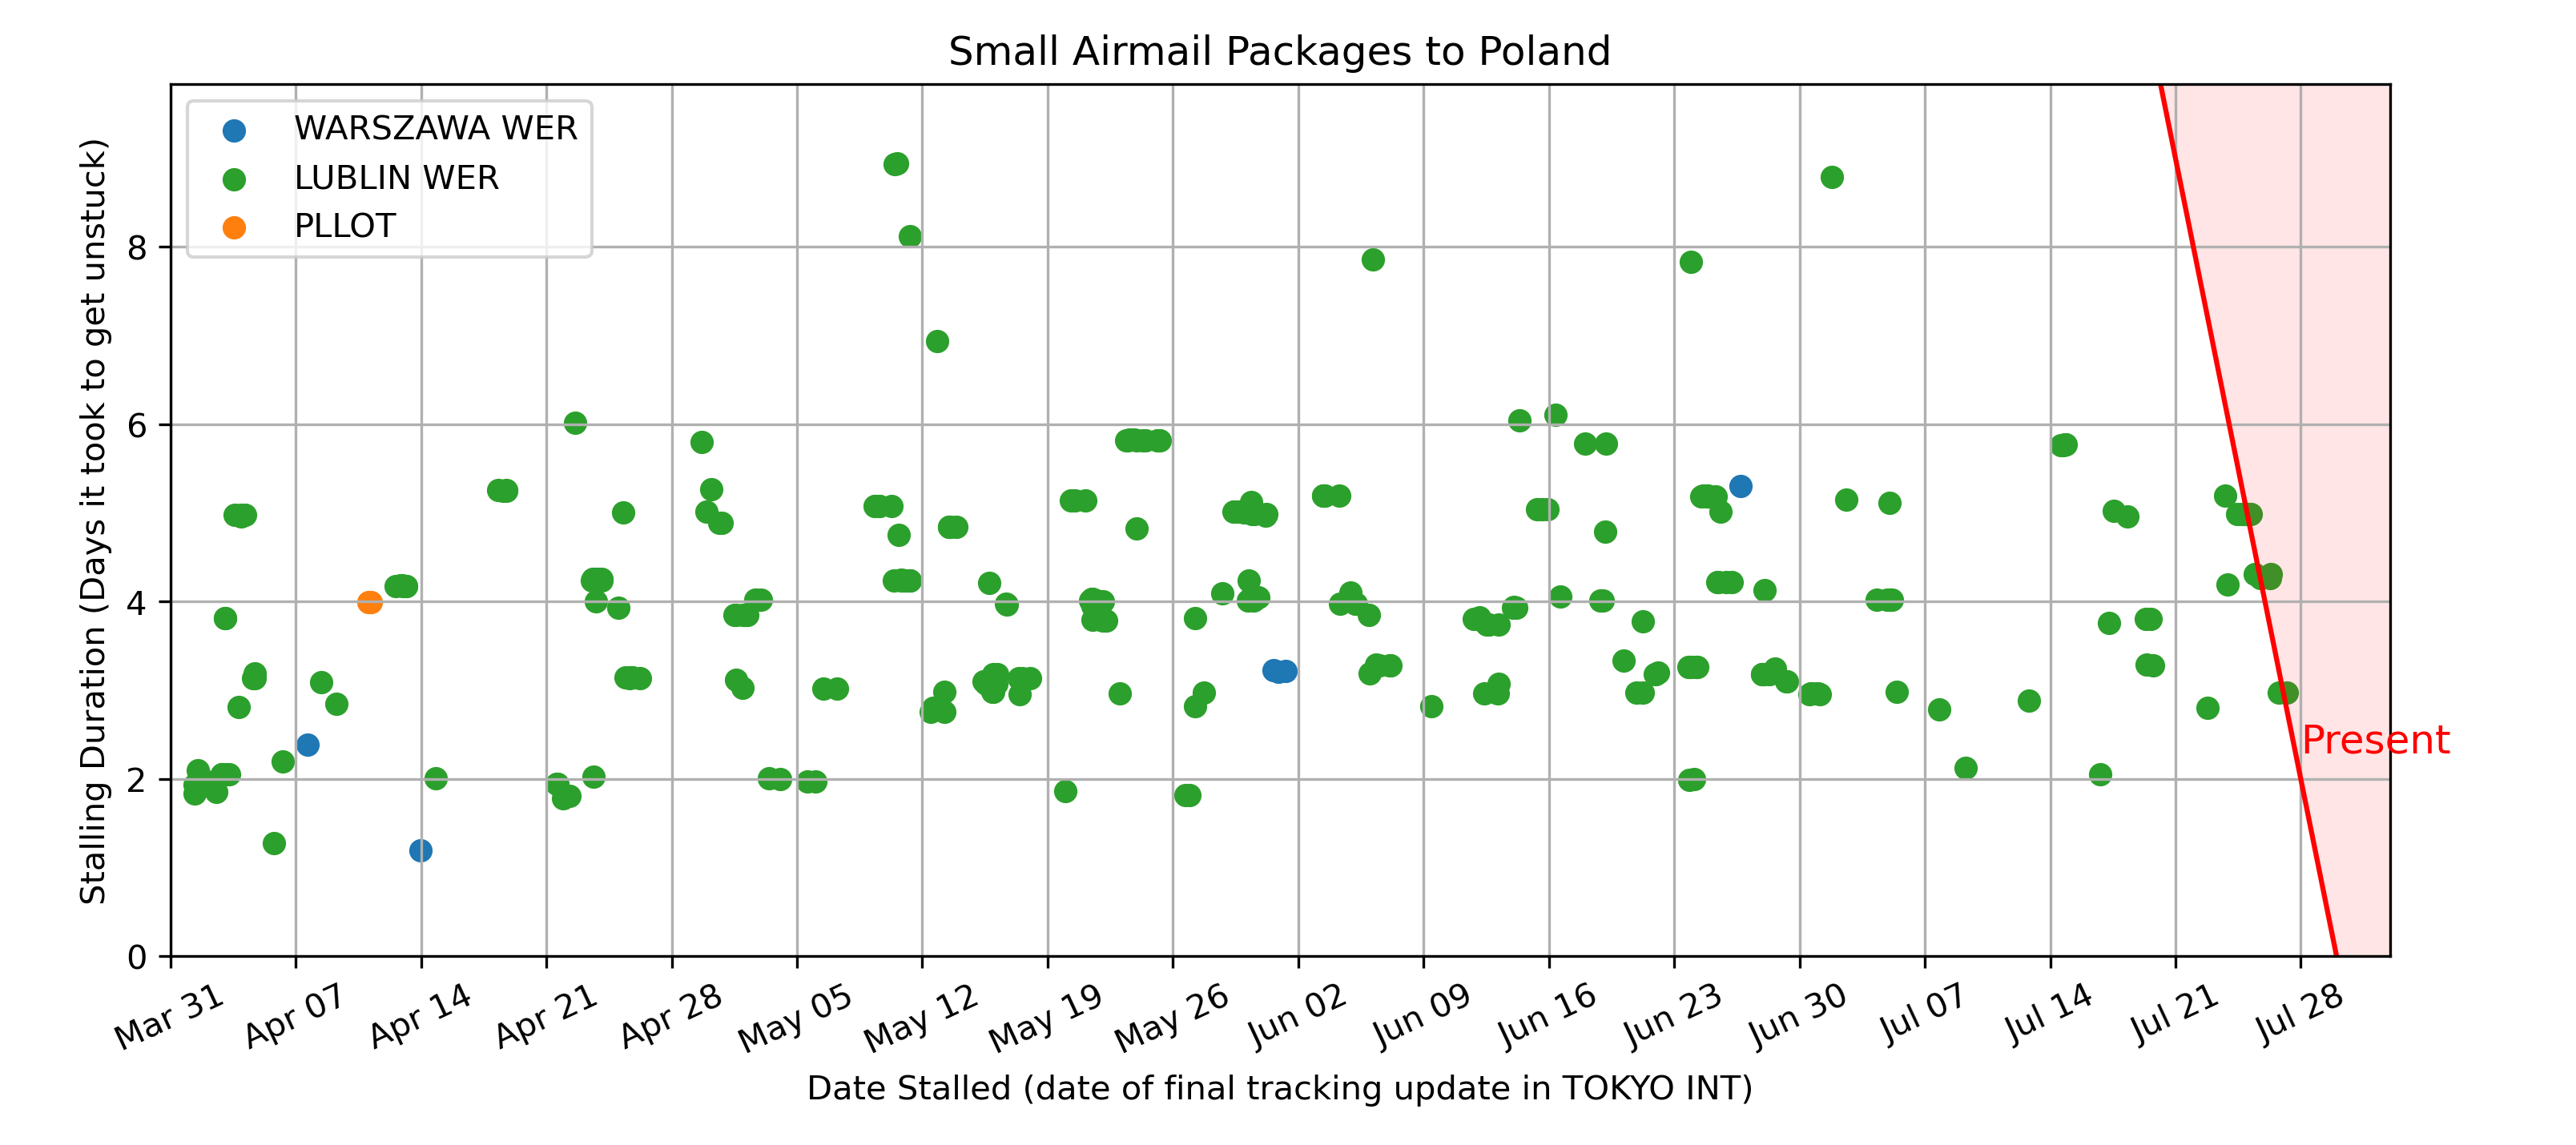 Small Airmail Packages to Poland
WARSZAWA WER
LUBLIN WER
PLLOT
Stalling Duration (Days it took to get unstuck)
8
6
4
2
0
Present
Mar 31 Apr 07 Apr 14 Apr 21 Apr 28 May 05 May 12 May 19 May 26 Jun 02 Jun 09 Jun 16 Jun 23 Jun 30 Jul 07 Jul 14 Jul 21 Jul 28
Date Stalled (date of final tracking update in TOKYO INT)